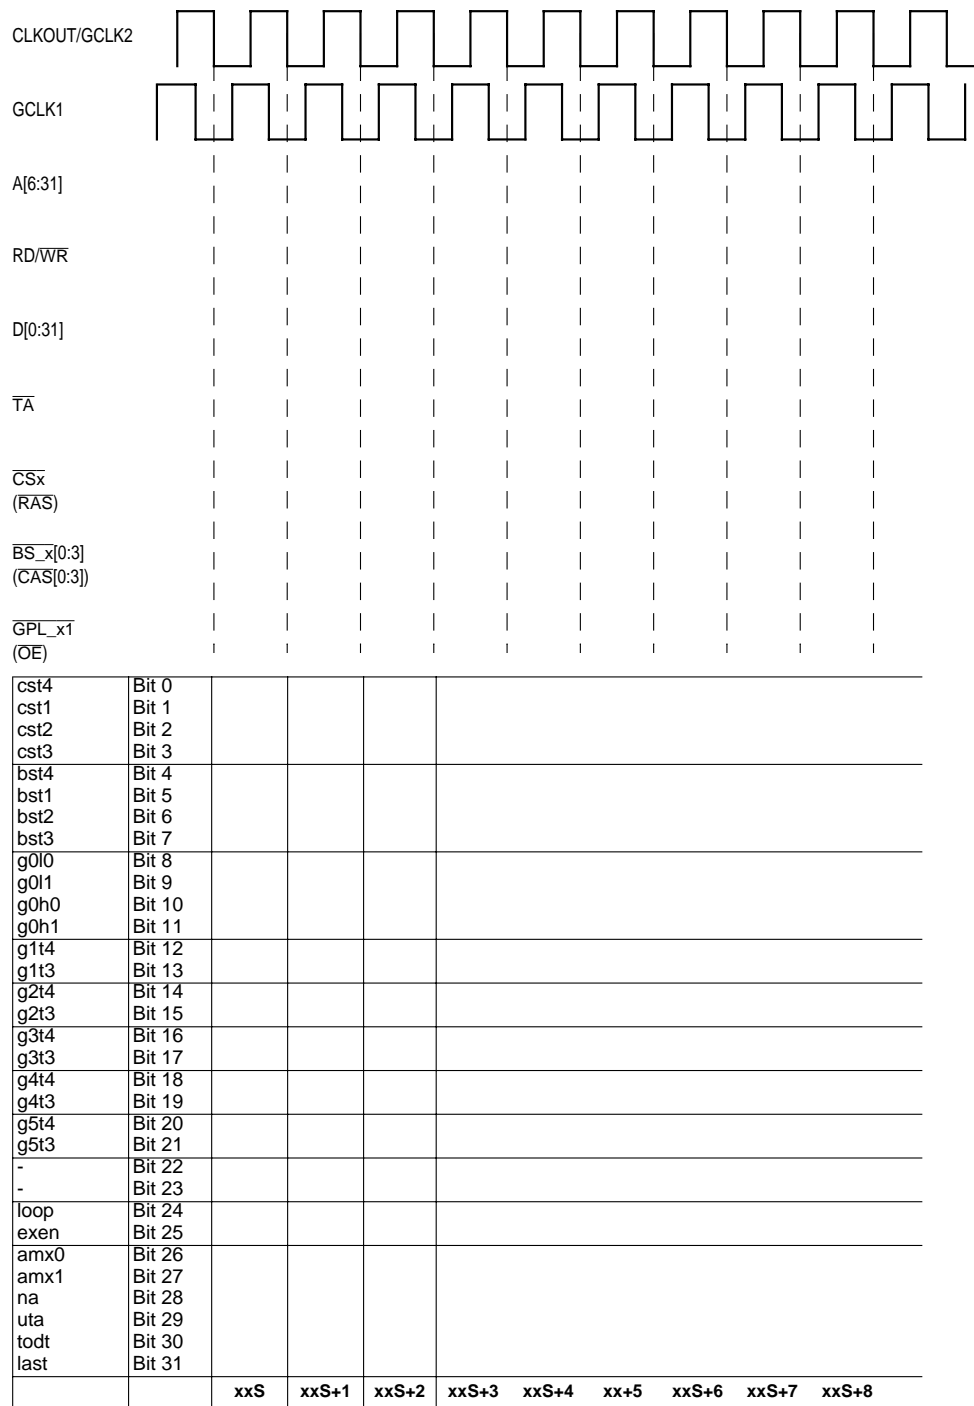 CLKOUT/GCLK2
GCLK1
A[6:31]
RD/WR
D[0:31]
TA
CSx
(RAS)
BS_x[0:3]
(CAS[0:3])
GPL_x1
(OE)
cst4 Bit 0
cst1 Bit 1
cst2 Bit 2
cst3 Bit 3
bst4 Bit 4
bst1 Bit 5
bst2 Bit 6
bst3 Bit 7
g0l0 Bit 8
g0l1 Bit 9
g0h0 Bit 10
g0h1 Bit 11
g1t4 Bit 12
g1t3 Bit 13
g2t4 Bit 14
g2t3 Bit 15
g3t4 Bit 16
g3t3 Bit 17
g4t4 Bit 18
g4t3 Bit 19
g5t4 Bit 20
g5t3 Bit 21
- Bit 22
- Bit 23
loop Bit 24
exen Bit 25
amx0 Bit 26
amx1 Bit 27
na Bit 28
uta Bit 29
todt Bit 30
last Bit 31
xxS xxS+1 xxS+2 xxS+3 xxS+4 xx+5 xxS+6 xxS+7 xxS+8